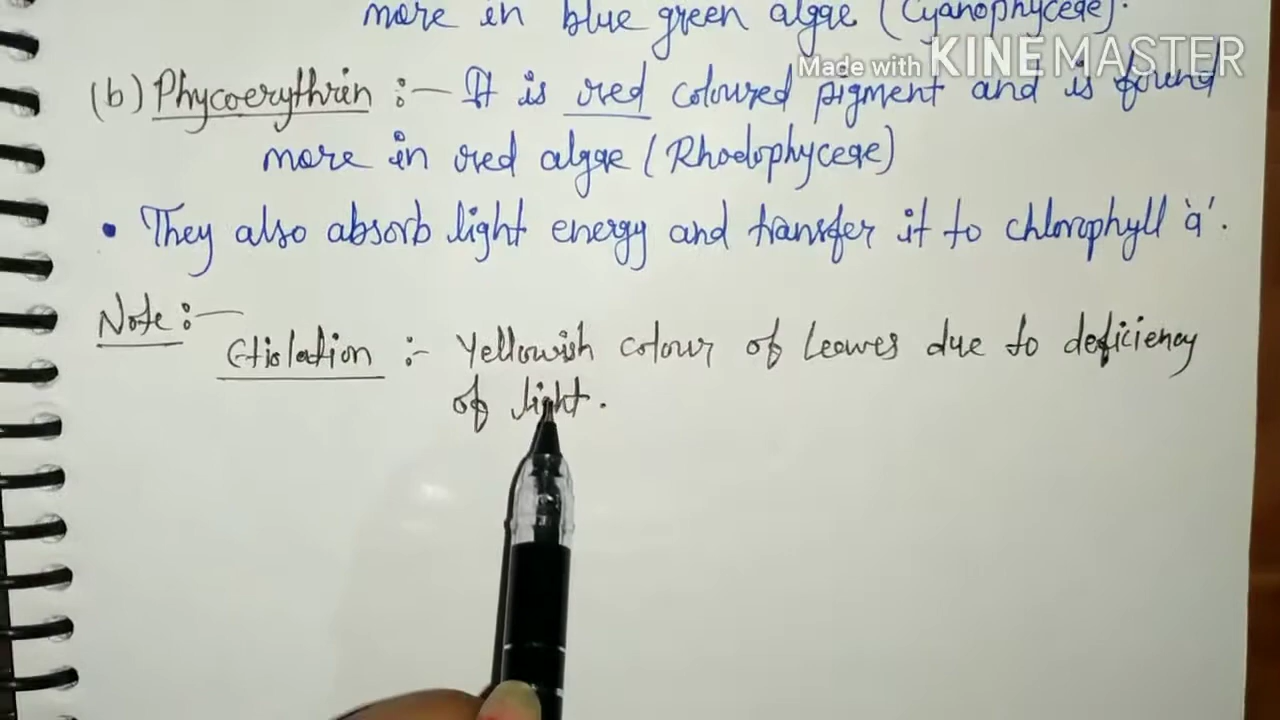 more in blue green algae (Cyanophyceae).
Made with KINEMASTER
(b) Phycoerythrin :- It is red coloured pigment and is found
more in red algae (Rhodophyceae)
• They also absorb light energy and transfer it to chlorophyll 'a'.
Note:-
Etiolation :- Yellowish colour of leaves due to deficiency
of light.